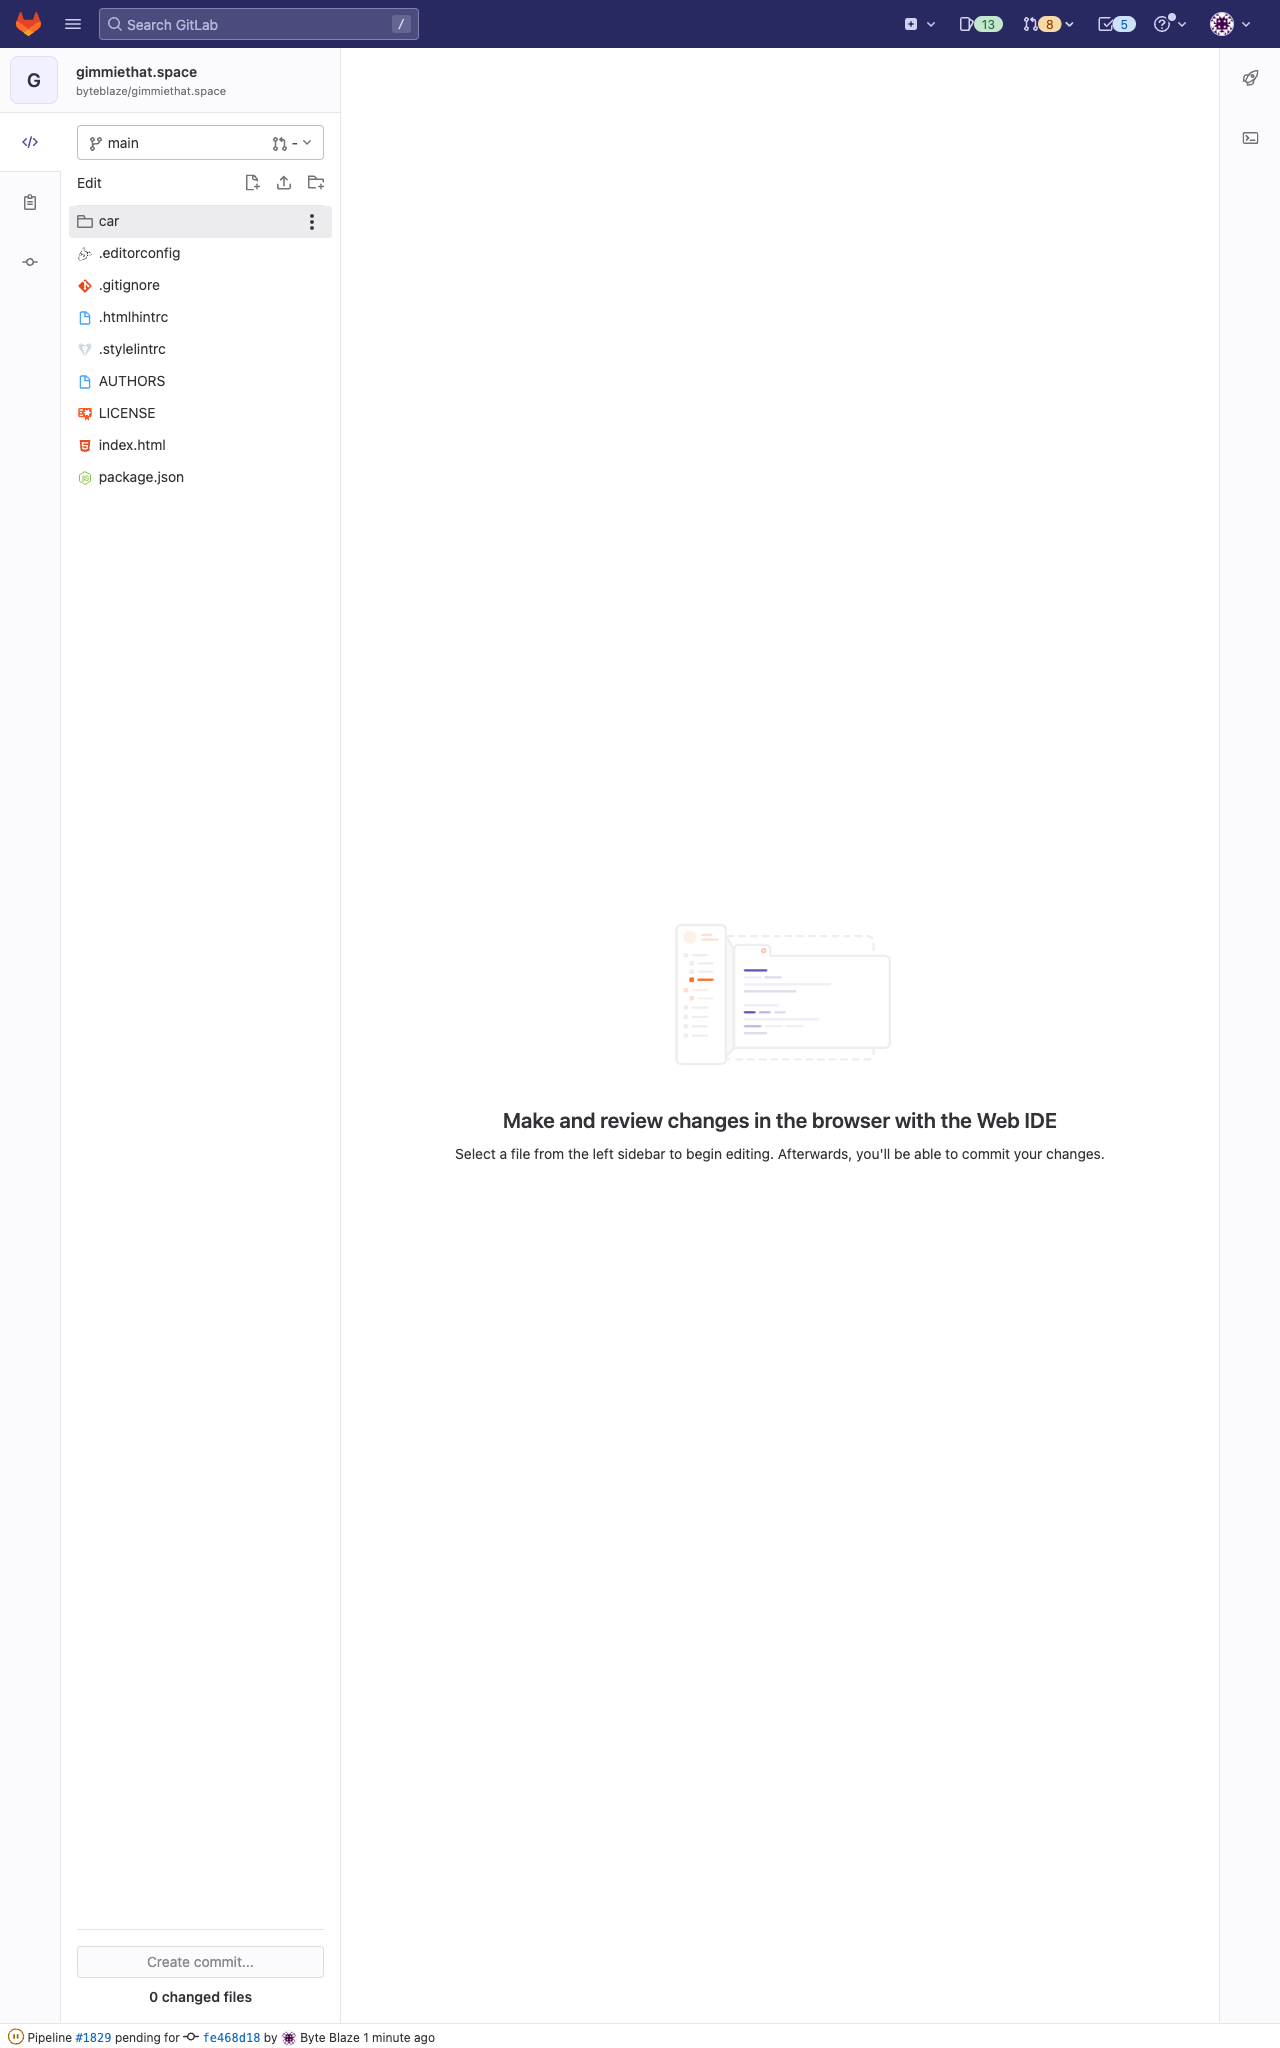 Search GitLab /
13
8
5
G
gimmiethat.space
byteblaze/gimmiethat.space
main
-
Edit
car
.editorconfig
.gitignore
.htmlhintrc
.stylelintrc
AUTHORS
LICENSE
index.html
package.json
Make and review changes in the browser with the Web IDE
Select a file from the left sidebar to begin editing. Afterwards, you'll be able to commit your changes.
Create commit...
0 changed files
Pipeline #1829 pending for fe468d18 by Byte Blaze 1 minute ago